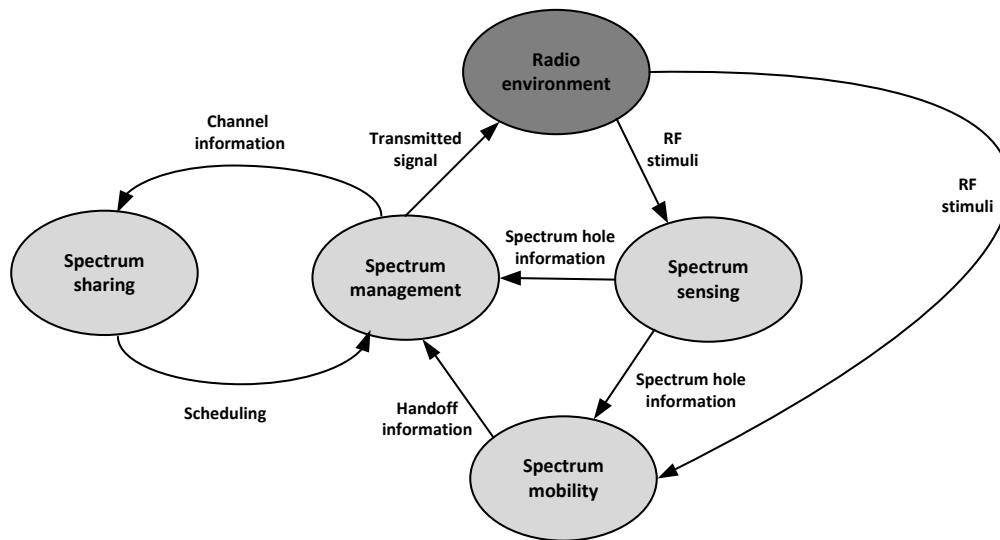 Radio
environment
Channel
information
Transmitted
signal
RF
stimuli
RF
stimuli
Spectrum
sharing
Spectrum
management
Spectrum hole
information
Spectrum
sensing
Spectrum hole
information
Scheduling
Handoff
information
Spectrum
mobility